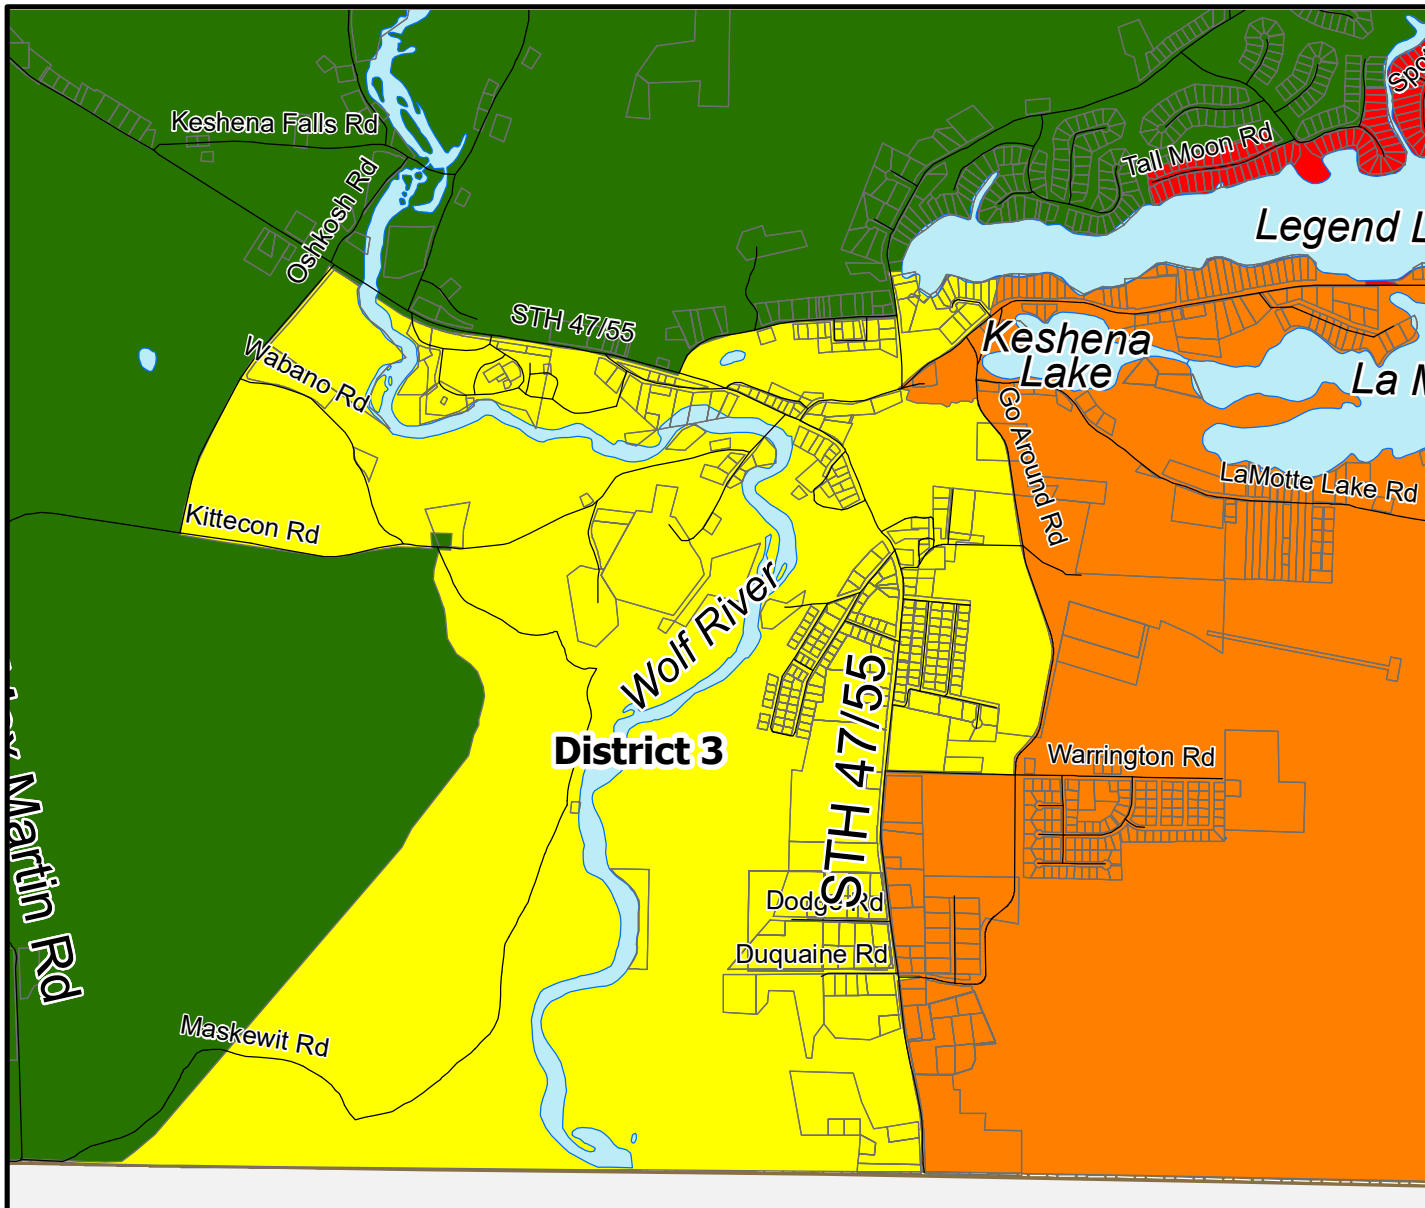 Keshena Falls Rd
Spo
Tall Moon Rd
Oshkosh Rd
Legend L
STH 47/55
Keshena
Lake
Wabano Rd
La M
Go Around Rd
LaMotte Lake Rd
Kittecon Rd
Wolf River
STH 47/55
District 3
Warrington Rd
Martin Rd
Dodge Rd
Duquaine Rd
Maskewit Rd